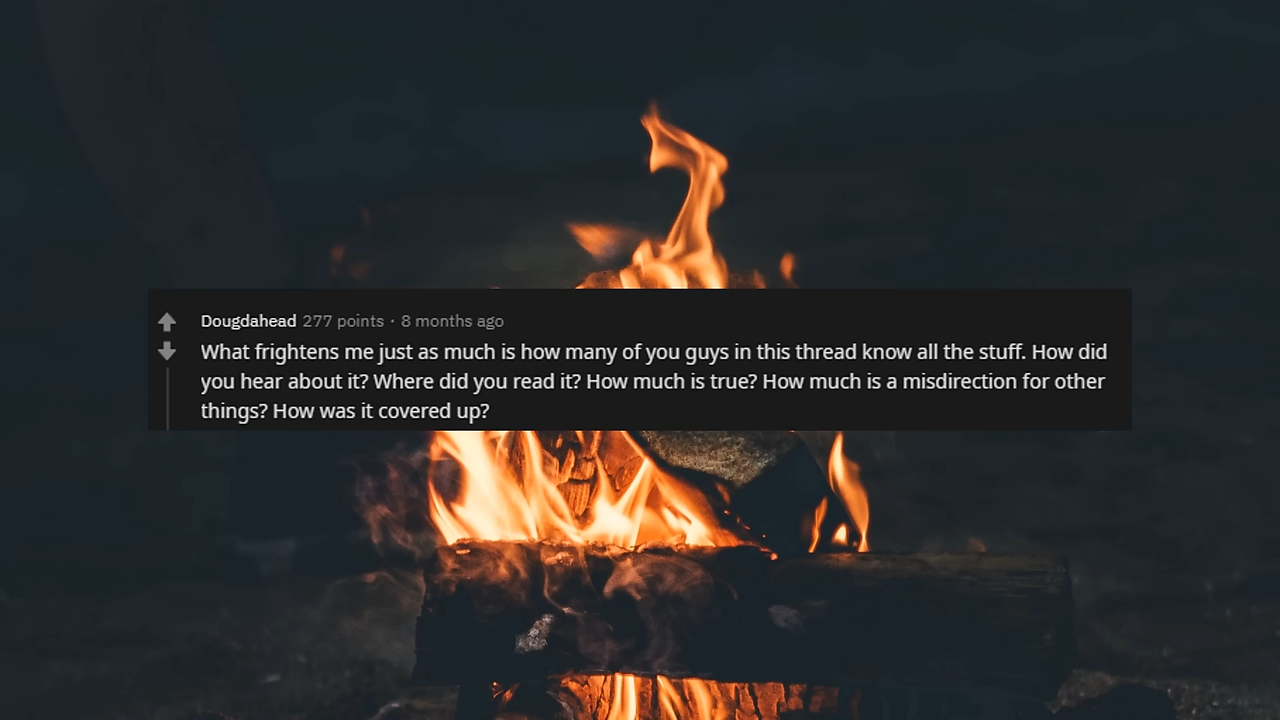 Dougdahead 277 points · 8 months ago
What frightens me just as much is how many of you guys in this thread know all the stuff. How did
you hear about it? Where did you read it? How much is true? How much is a misdirection for other
things? How was it covered up?